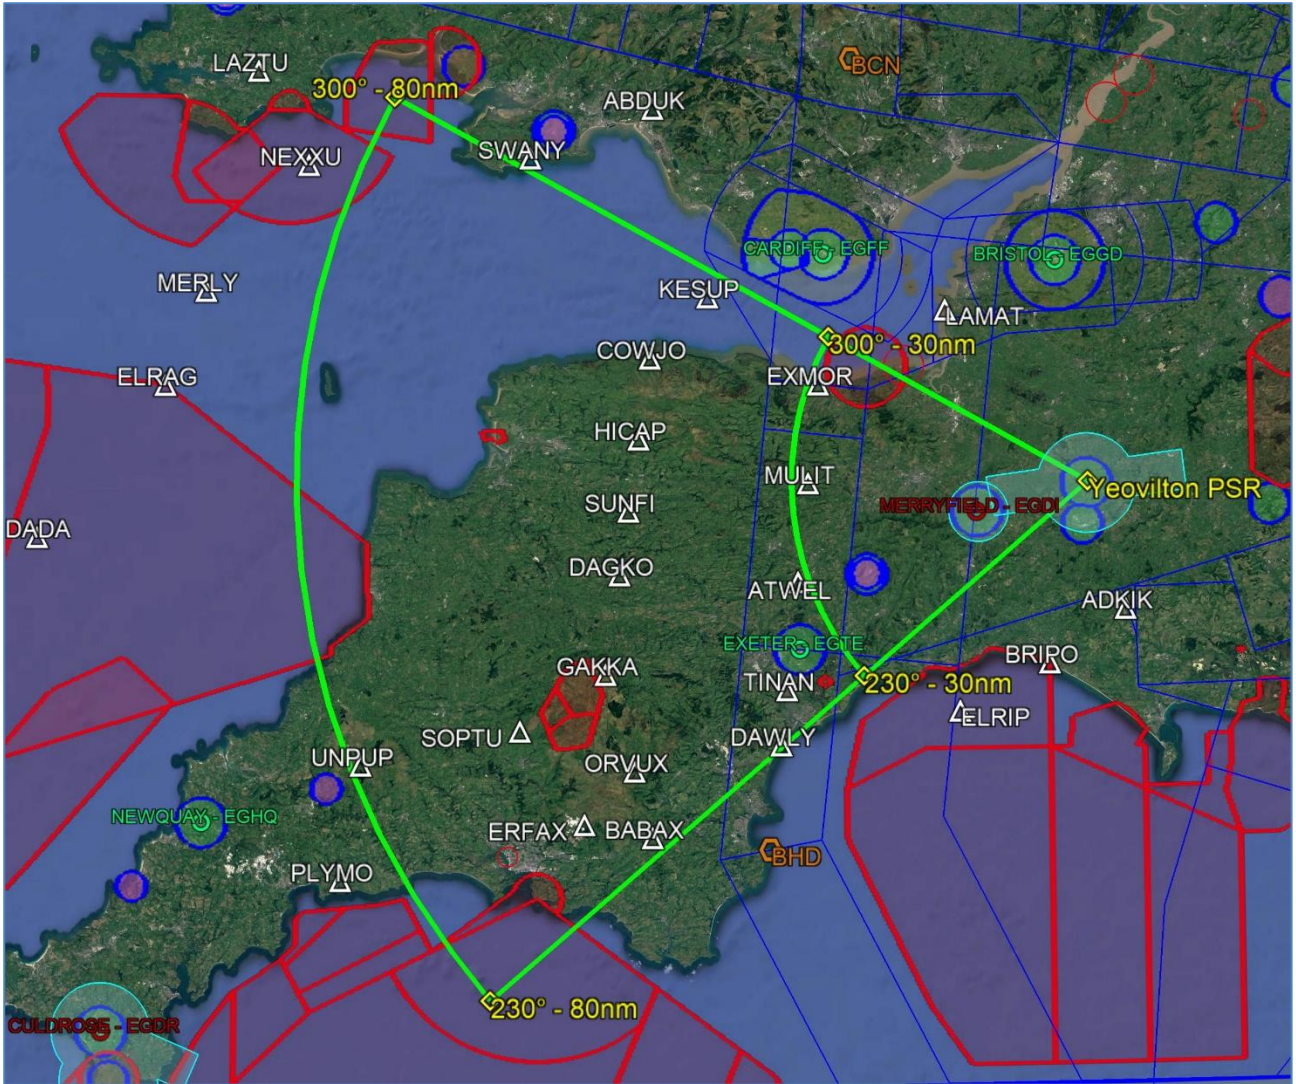 BCN
LAZTU
300° - 80nm
ABDUK
SWANY
NEXXU
CARDIFF - EGFF
BRISTOL - EGGD
MERLY
KESUP
LAMAT
300° - 30nm
COWJO
ELRAG
EXMOR
HICAP
MULIT
Yeovilton PSR
SUNFI
MERRYFIELD - EGDI
DADA
DAGKO
ATWEL
ADKIK
EXETER - EGTE
BRIPO
GAKKA
TINAN
230° - 30nm
ELRIP
SOPTU
DAWLY
UNPUP
ORVUX
NEWQUAY - EGHQ
ERFAX
BABAX
BHD
PLYMO
230° - 80nm
CULDROSE - EGDR